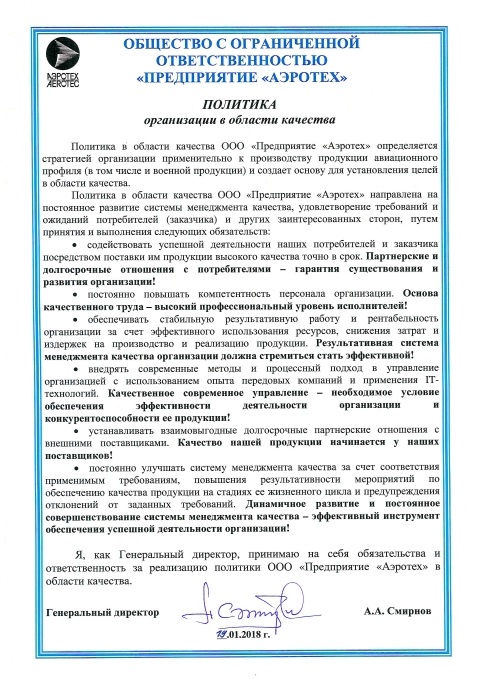 АЭРОТЕХ
AEROTEC
ОБЩЕСТВО С ОГРАНИЧЕННОЙ
ОТВЕТСТВЕННОСТЬЮ
«ПРЕДПРИЯТИЕ «АЭРОТЕХ»
ПОЛИТИКА
организации в области качества
Политика в области качества ООО «Предприятие «Аэротех» определяется
стратегией организации применительно к производству продукции авиационного
профиля (в том числе и военной продукции) и создает основу для установления целей
в области качества.
Политика в области качества ООО «Предприятие «Аэротех» направлена на
постоянное развитие системы менеджмента качества, удовлетворение требований и
ожиданий потребителей (заказчика) и других заинтересованных сторон, путем
принятия и выполнения следующих обязательств:
• содействовать успешной деятельности наших потребителей и заказчика
посредством поставки им продукции высокого качества точно в срок. Партнерские и
долгосрочные отношения с потребителями – гарантия существования и
развития организации!
• постоянно повышать компетентность персонала организации. Основа
качественного труда – высокий профессиональный уровень исполнителей!
• обеспечивать стабильную результативную работу и рентабельность
организации за счет эффективного использования ресурсов, снижения затрат и
издержек на производство и реализацию продукции. Результативная система
менеджмента качества организации должна стремиться стать эффективной!
• внедрять современные методы и процессный подход в управление
организацией с использованием опыта передовых компаний и применения IT-
технологий. Качественное современное управление – необходимое условие
обеспечения эффективности деятельности организации и
конкурентоспособности ее продукции!
• устанавливать взаимовыгодные долгосрочные партнерские отношения с
внешними поставщиками. Качество нашей продукции начинается у наших
поставщиков!
• постоянно улучшать систему менеджмента качества за счет соответствия
применимым требованиям, повышения результативности мероприятий по
обеспечению качества продукции на стадиях ее жизненного цикла и предупреждения
отклонений от заданных требований. Динамичное развитие и постоянное
совершенствование системы менеджмента качества – эффективный инструмент
обеспечения успешной деятельности организации!
Я, как Генеральный директор, принимаю на себя обязательства и
ответственность за реализацию политики ООО «Предприятие «Аэротех» в
области качества.
Генеральный директор А.А. Смирнов
.01.2018 г.